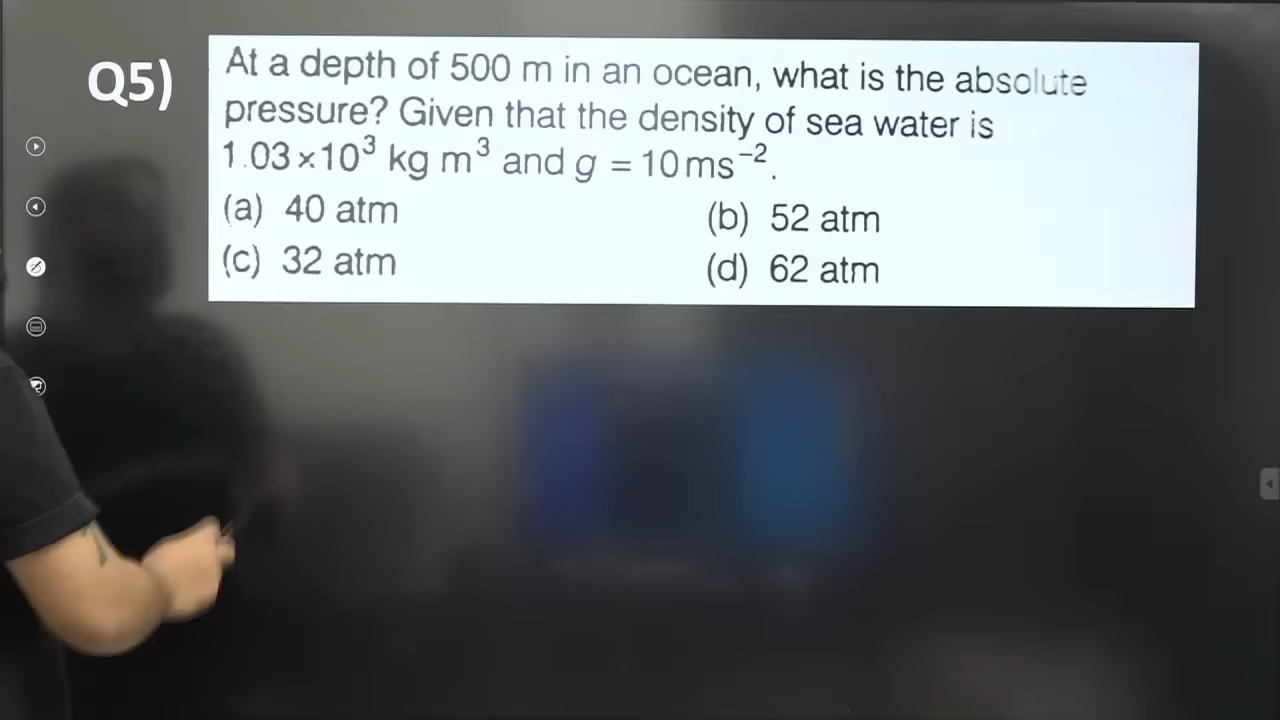 Q5)
At a depth of 500 m in an ocean, what is the absolute
pressure? Given that the density of sea water is
1.03×10³ kg m³ and g = 10 ms⁻².
(a) 40 atm (b) 52 atm
(c) 32 atm (d) 62 atm